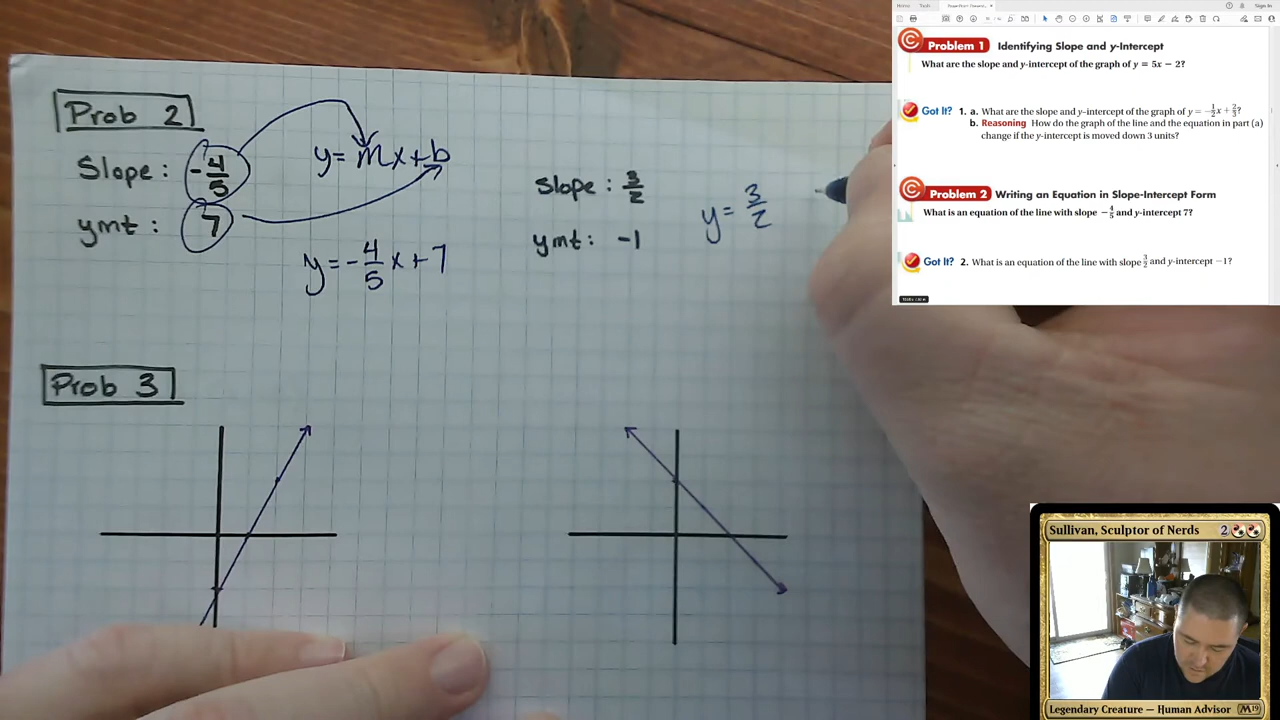 Prob 2
Slope : -4/5
ymt : 7
y = mx + b
y = -4/5 x + 7
Slope : 3/2
ymt : -1
y = 3/2
Prob 3
Problem 1 Identifying Slope and y-Intercept
What are the slope and y-intercept of the graph of y = 5x − 2?
Got It? 1. a. What are the slope and y-intercept of the graph of y = −1/2x + 2/3?
b. Reasoning How do the graph of the line and the equation in part (a)
change if the y-intercept is moved down 3 units?
Problem 2 Writing an Equation in Slope-Intercept Form
What is an equation of the line with slope −4/5 and y-intercept 7?
Got It? 2. What is an equation of the line with slope 3/2 and y-intercept −1?
Sullivan, Sculptor of Nerds 2
Legendary Creature — Human Advisor M19